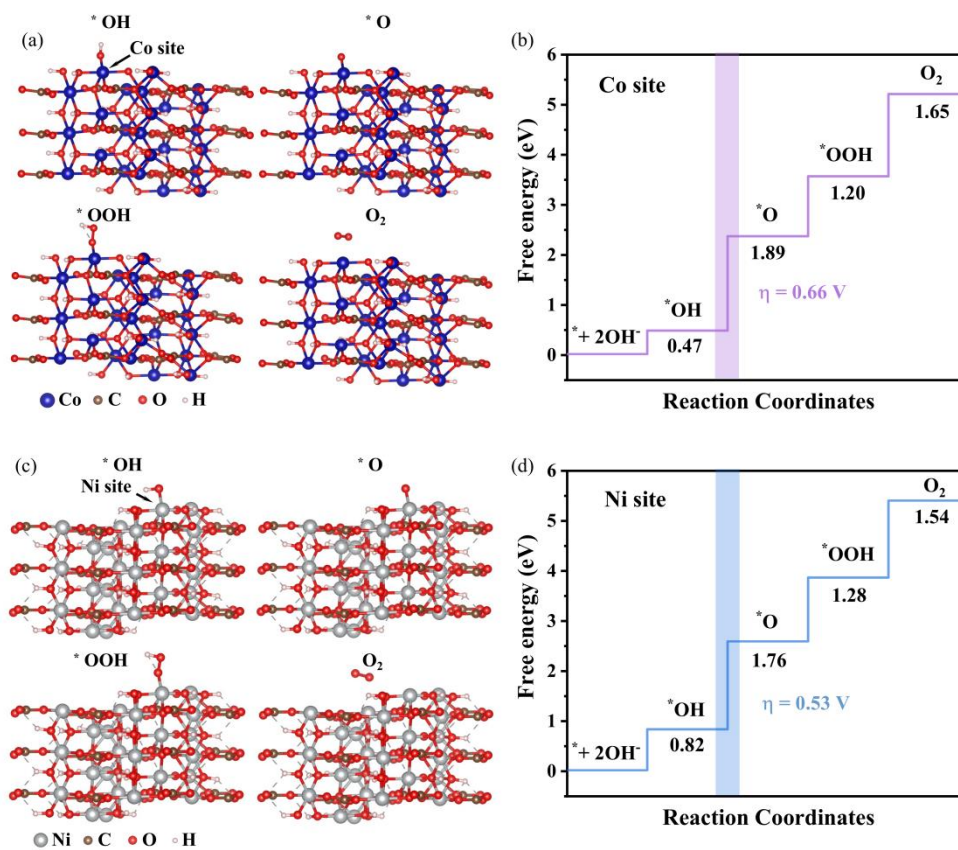 (a)
* OH
Co site
* O
* OOH
O2
Co C O H
(b)
Co site
Free energy (eV)
6
5
4
3
2
1
0
*+ 2OH-
*OH
0.47
*O
1.89
*OOH
1.20
O2
1.65
η = 0.66 V
Reaction Coordinates
(c)
* OH
Ni site
* O
* OOH
O2
Ni C O H
(d)
Ni site
Free energy (eV)
6
5
4
3
2
1
0
*+ 2OH-
*OH
0.82
*O
1.76
*OOH
1.28
O2
1.54
η = 0.53 V
Reaction Coordinates